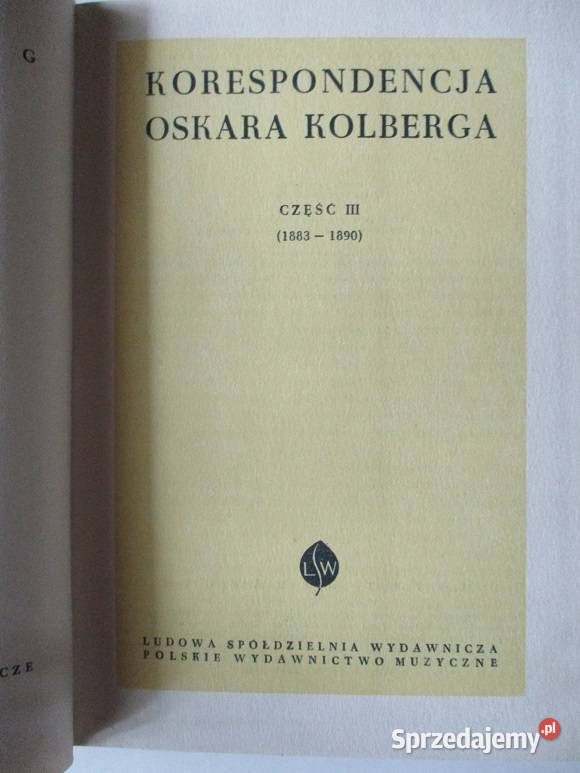 G
CZE
KORESPONDENCJA
OSKARA KOLBERGA
CZĘŚĆ III
(1883 — 1890)
LSW
LUDOWA SPÓŁDZIELNIA WYDAWNICZA
POLSKIE WYDAWNICTWO MUZYCZNE
Sprzedajemy.pl